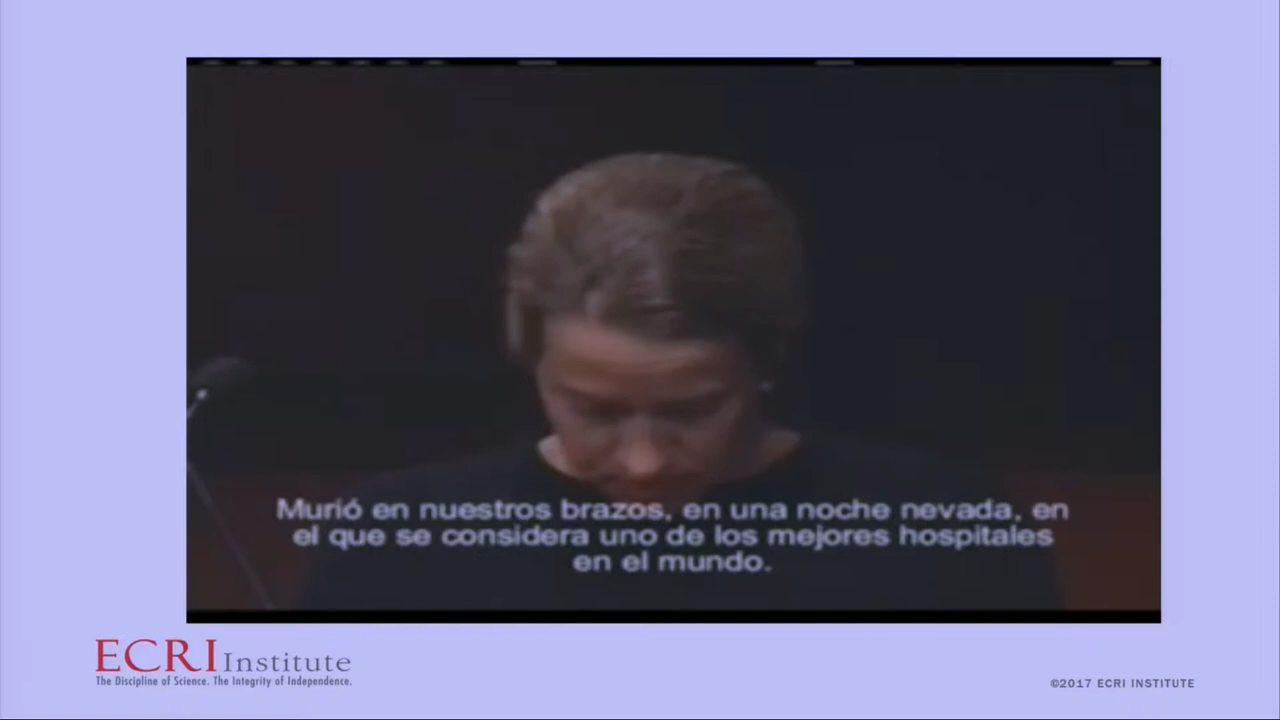 Murió en nuestros brazos, en una noche nevada, en
el que se considera uno de los mejores hospitales
en el mundo.
ECRI Institute
The Discipline of Science. The Integrity of Independence.
©2017 ECRI INSTITUTE